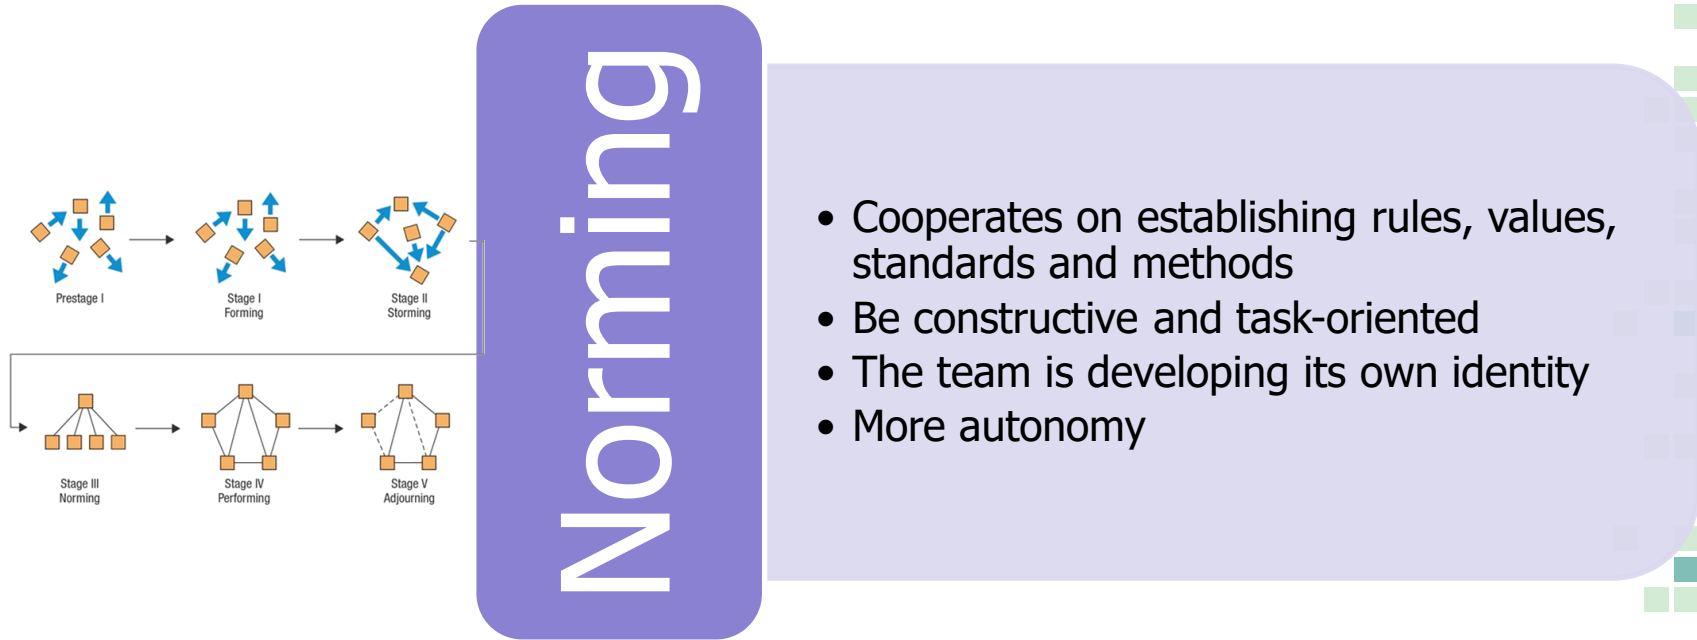 Prestage I
Stage I
Forming
Stage II
Storming
Stage III
Norming
Stage IV
Performing
Stage V
Adjourning
Norming
• Cooperates on establishing rules, values,
standards and methods
• Be constructive and task-oriented
• The team is developing its own identity
• More autonomy